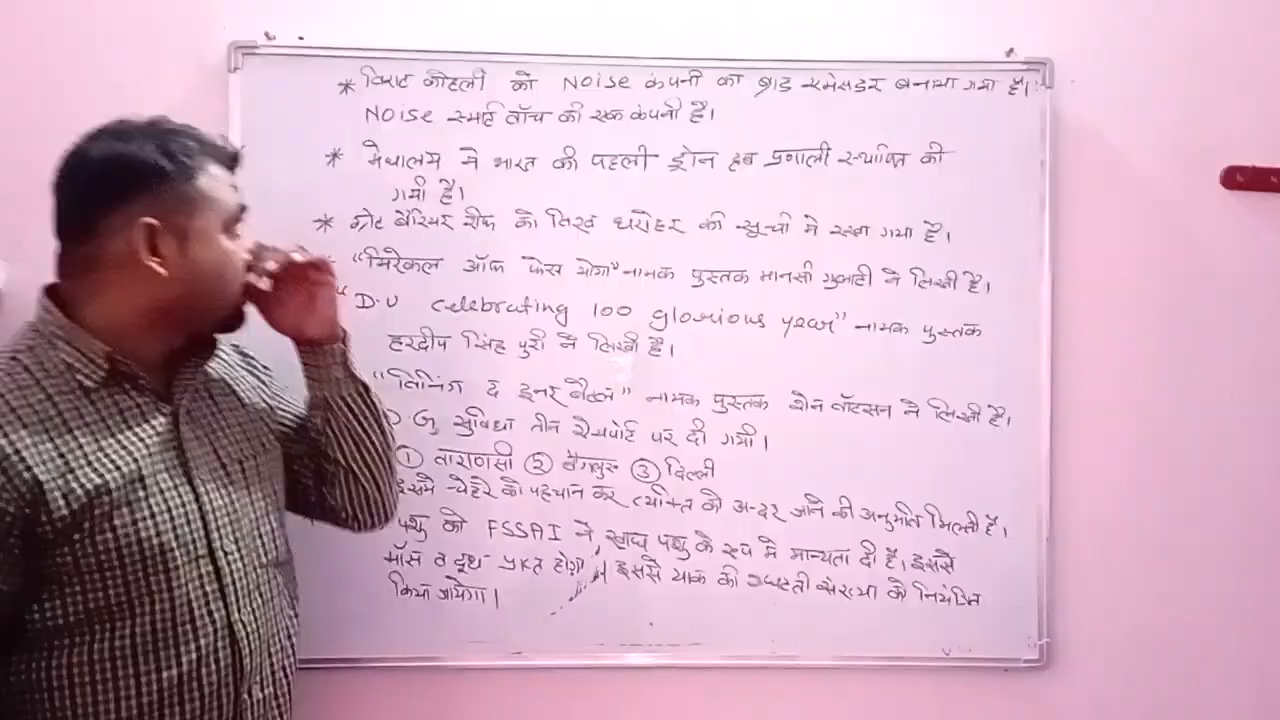 * विराट कोहली को Noise कंपनी का ब्रांड एम्बेसडर बनाया गया है।
Noise स्मार्ट वॉच की एक कंपनी है।
* मेघालय मे भारत की पहली ड्रोन हब प्रणाली स्थापित की
गयी है।
* ग्रेट बैरियर रीफ को विश्व धरोहर की सूची मे रखा गया है।
"मिरेकल ऑफ फेस योगा" नामक पुस्तक मानसी गुलाटी ने लिखी है।
"D.U celebrating 100 glorious year" नामक पुस्तक
हरदीप सिंह पुरी ने लिखी है।
"विनिंग द इनर बैटल" नामक पुस्तक शेन वॉटसन ने लिखी है।
सुविधा तीन ऐयरपोर्ट पर दी गयी।
① वाराणसी ② बैंगलुरु ③ दिल्ली
इसमे चेहरे को पहचान कर व्यक्ति को अन्दर जाने की अनुमति मिलती है।
पशु को FSSAI ने खाद्य पशु के रूप मे मान्यता दी है, इससे
मॉस व दूध प्राप्त होगा इससे याक की घटती संख्या को नियंत्रित
किया जायेगा।